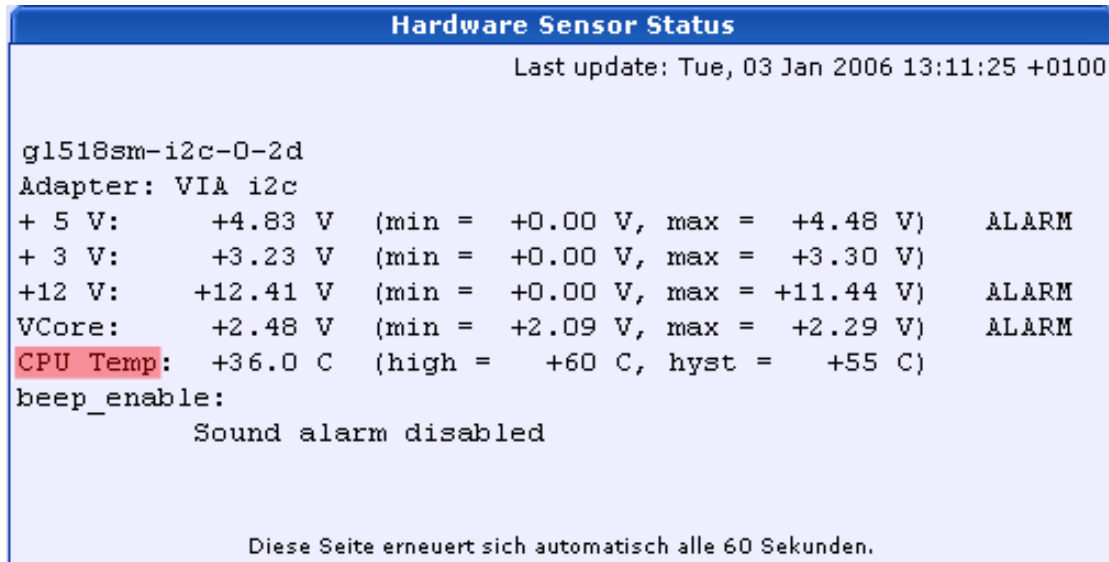 Hardware Sensor Status
Last update: Tue, 03 Jan 2006 13:11:25 +0100
gl518sm-i2c-0-2d
Adapter: VIA i2c
+ 5 V: +4.83 V (min = +0.00 V, max = +4.48 V) ALARM
+ 3 V: +3.23 V (min = +0.00 V, max = +3.30 V)
+12 V: +12.41 V (min = +0.00 V, max = +11.44 V) ALARM
VCore: +2.48 V (min = +2.09 V, max = +2.29 V) ALARM
CPU Temp: +36.0 C (high = +60 C, hyst = +55 C)
beep_enable:
Sound alarm disabled
Diese Seite erneuert sich automatisch alle 60 Sekunden.